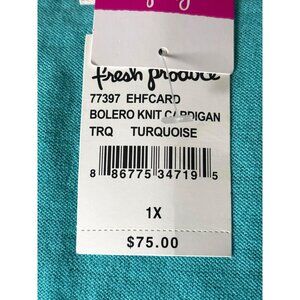 fresh produce
77397 EHFCARD
BOLERO KNIT CARDIGAN
TRQ TURQUOISE
8 86775 34719 5
1X
$75.00